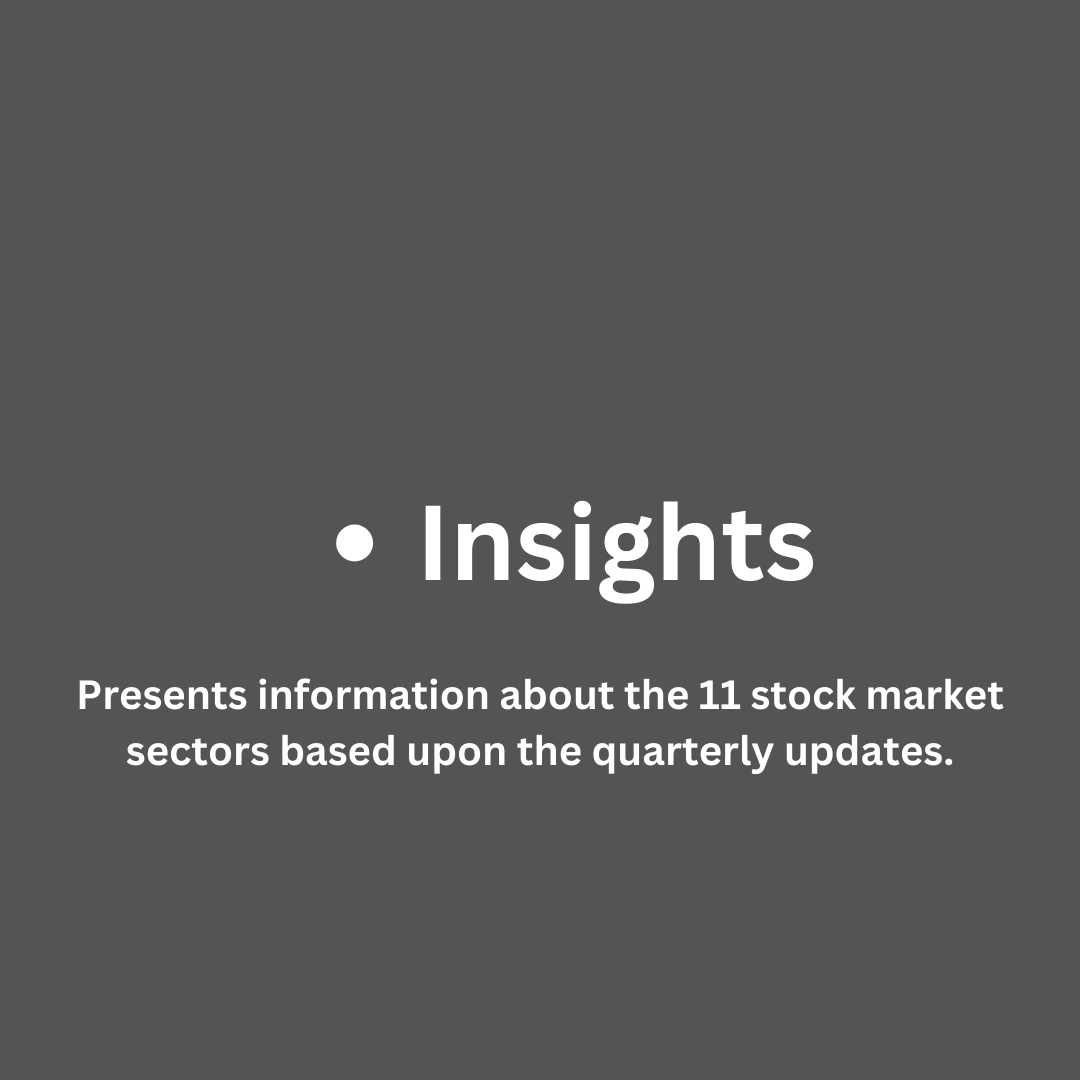 • Insights
Presents information about the 11 stock market
sectors based upon the quarterly updates.